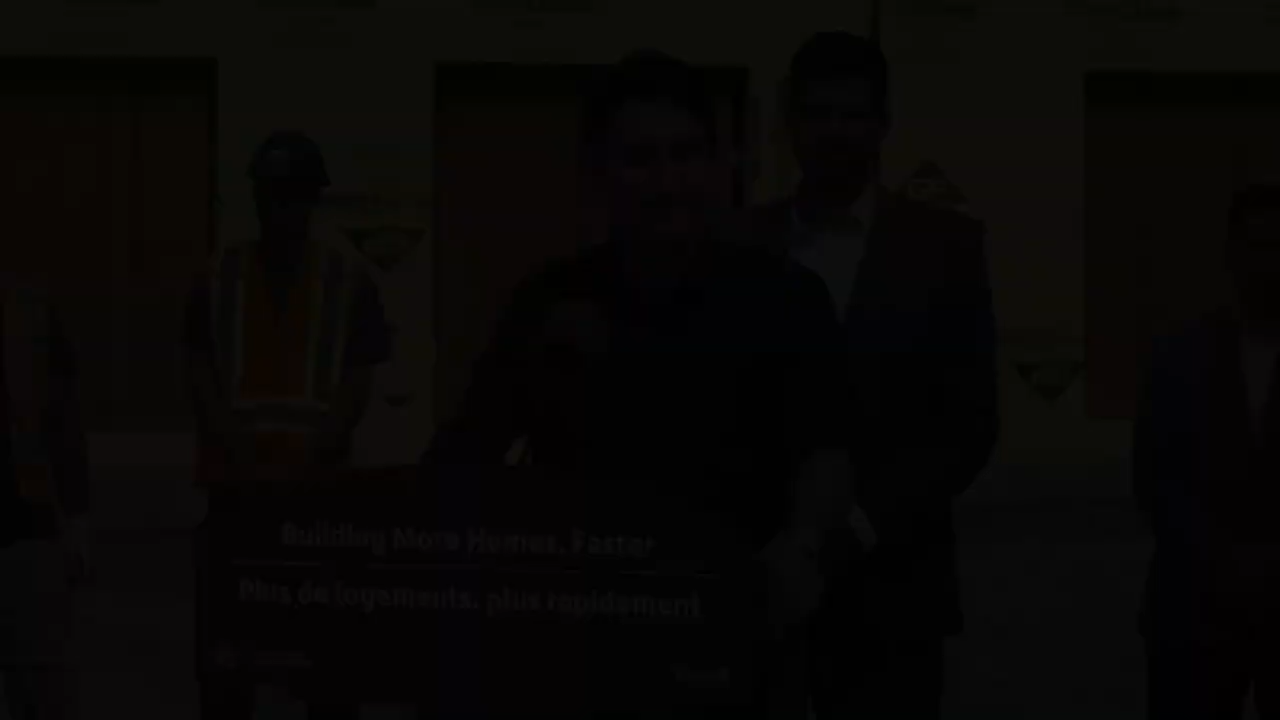 Building More Homes. Faster
Plus de logements. plus rapidement